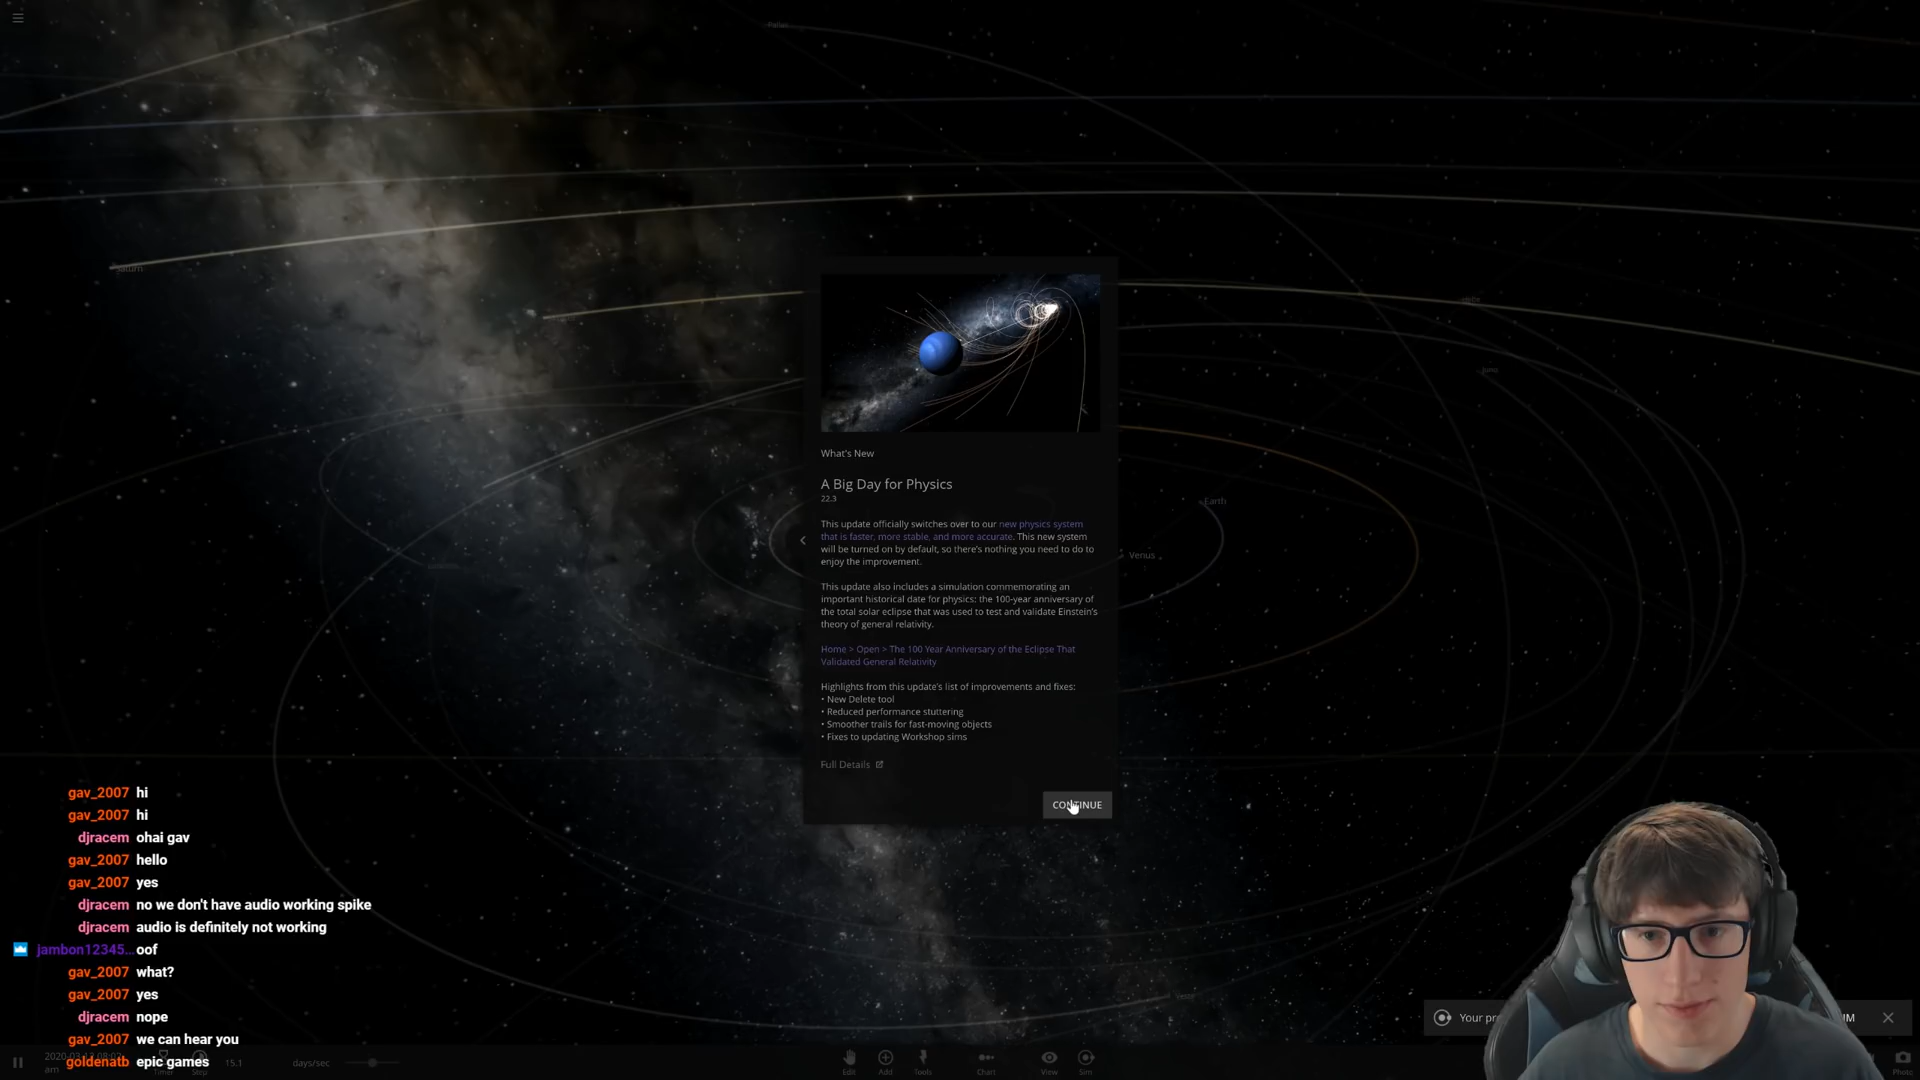 Pallas
Saturn
Juno
What's New
A Big Day for Physics
22.3
Earth
This update officially switches over to our new physics system
that is faster, more stable, and more accurate. This new system
will be turned on by default, so there's nothing you need to do to
enjoy the improvement.
Venus
This update also includes a simulation commemorating an
important historical date for physics: the 100-year anniversary of
the total solar eclipse that was used to test and validate Einstein's
theory of general relativity.
Home > Open > The 100 Year Anniversary of the Eclipse That
Validated General Relativity
Highlights from this update's list of improvements and fixes:
• New Delete tool
• Reduced performance stuttering
• Smoother trails for fast-moving objects
• Fixes to updating Workshop sims
Full Details
CONTINUE
gav_2007 hi
gav_2007 hi
djracem ohai gav
gav_2007 hello
gav_2007 yes
djracem no we don't have audio working spike
djracem audio is definitely not working
jambon12345... oof
gav_2007 what?
gav_2007 yes
djracem nope
gav_2007 we can hear you
goldenatb epic games
Your
am
15.1
days/sec
Edit
Add
Tools
Chart
View
Sim
Photo